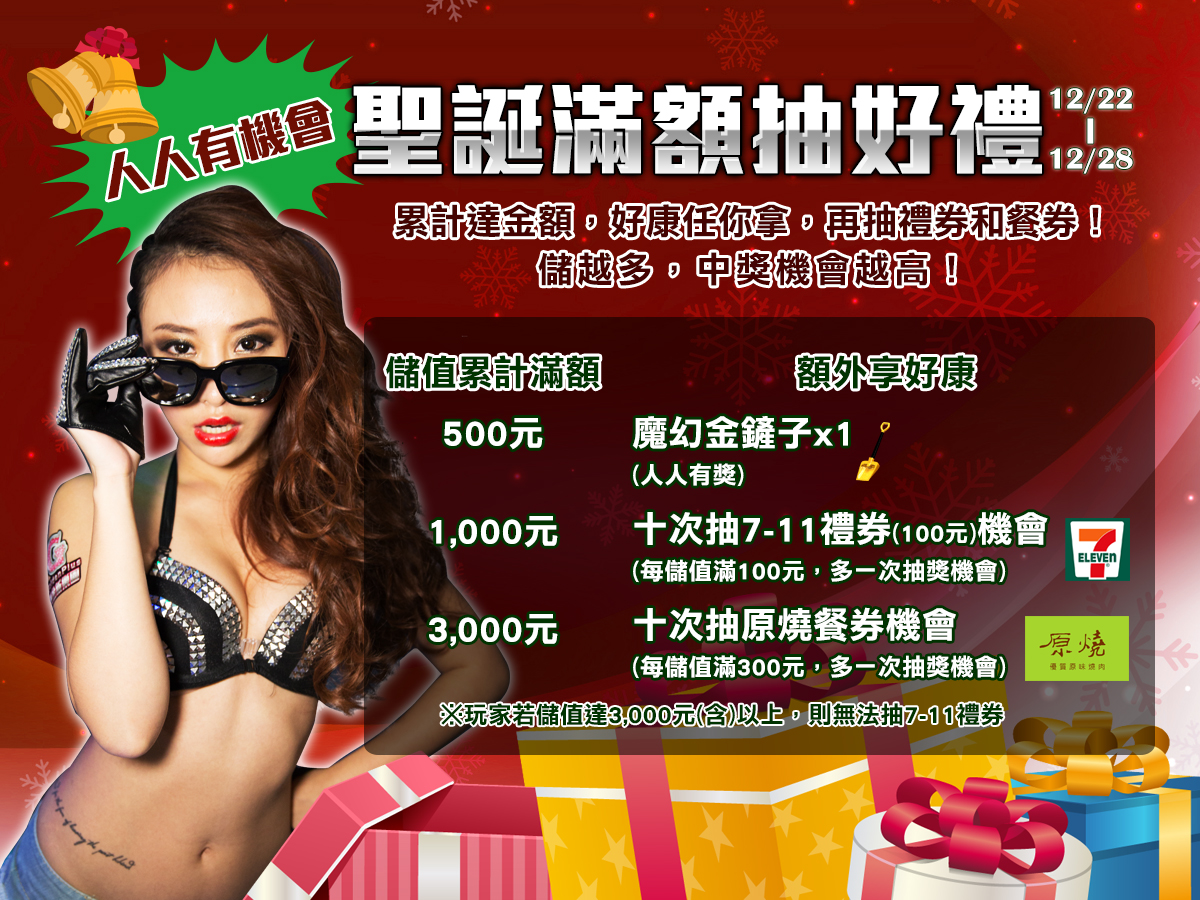 人人有機會
聖誕滿額抽好禮
12/22
|
12/28
累計達金額，好康任你拿，再抽禮券和餐券！
儲越多，中獎機會越高！
儲值累計滿額
額外享好康
500元
魔幻金鏟子x1
(人人有獎)
1,000元
十次抽7-11禮券(100元)機會
(每儲值滿100元，多一次抽獎機會)
7
ELEVEn
3,000元
十次抽原燒餐券機會
(每儲值滿300元，多一次抽獎機會)
原燒
優質原味燒肉
※玩家若儲值達3,000元(含)以上，則無法抽7-11禮券